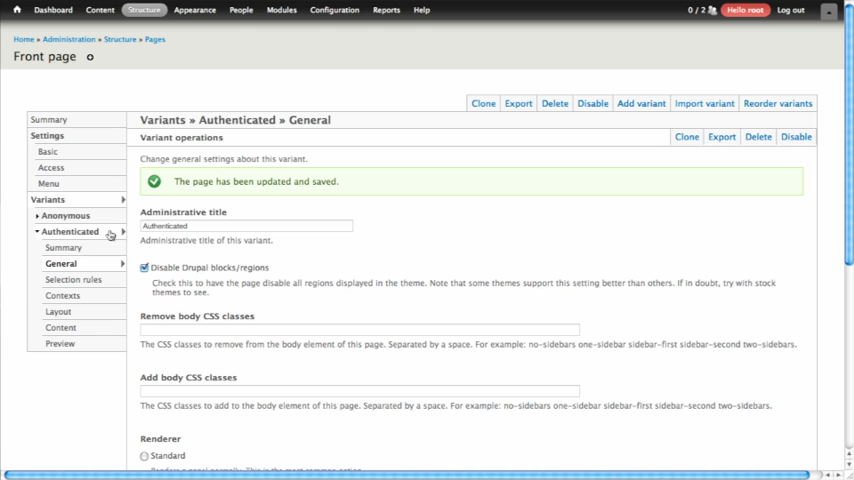 Dashboard Content Structure Appearance People Modules Configuration Reports Help 0 / 2 Hello root Log out
Home » Administration » Structure » Pages
Front page
Clone Export Delete Disable Add variant Import variant Reorder variants
Summary
Settings
Basic
Access
Menu
Variants
Anonymous
Authenticated
Summary
General
Selection rules
Contexts
Layout
Content
Preview
Variants » Authenticated » General
Variant operations
Clone Export Delete Disable
Change general settings about this variant.
The page has been updated and saved.
Administrative title
Authenticated
Administrative title of this variant.
Disable Drupal blocks/regions
Check this to have the page disable all regions displayed in the theme. Note that some themes support this setting better than others. If in doubt, try with stock
themes to see.
Remove body CSS classes
The CSS classes to remove from the body element of this page. Separated by a space. For example: no-sidebars one-sidebar sidebar-first sidebar-second two-sidebars.
Add body CSS classes
The CSS classes to add to the body element of this page. Separated by a space. For example: no-sidebars one-sidebar sidebar-first sidebar-second two-sidebars.
Renderer
Standard